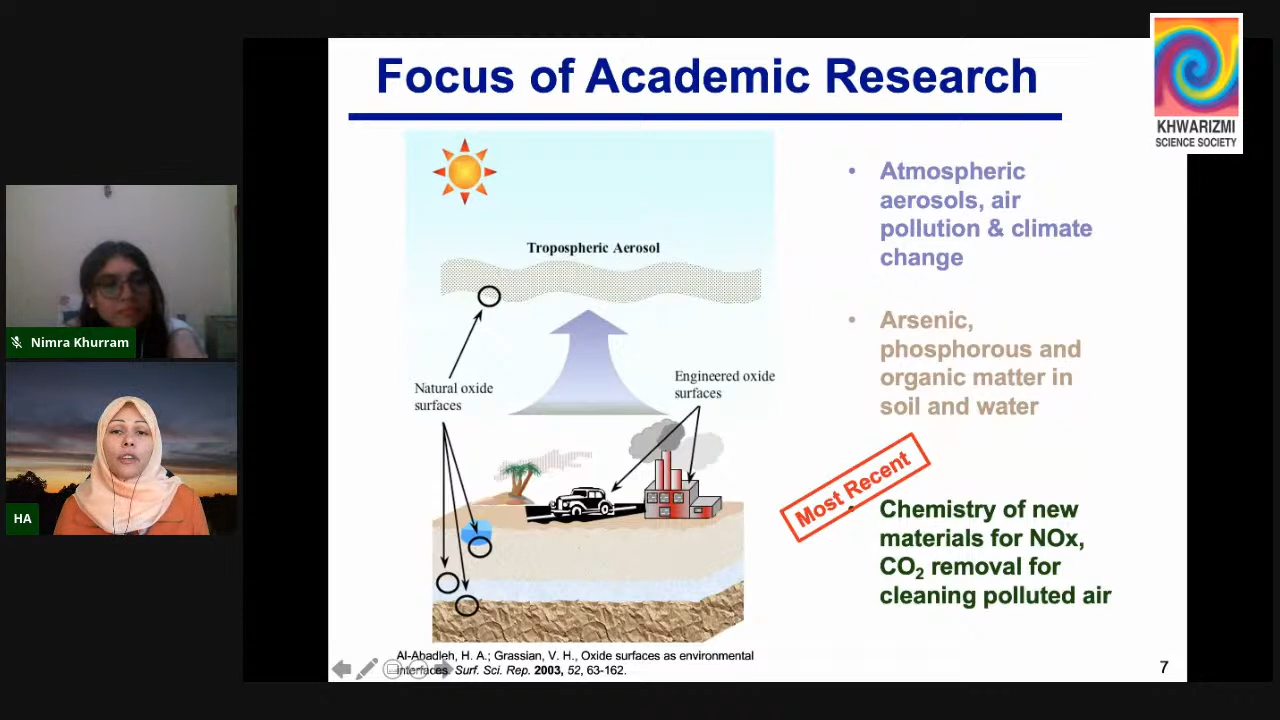 Focus of Academic Research
KHWARIZMI
SCIENCE SOCIETY
Tropospheric Aerosol
Natural oxide
surfaces
Engineered oxide
surfaces
• Atmospheric
aerosols, air
pollution & climate
change
• Arsenic,
phosphorous and
organic matter in
soil and water
Most Recent
Chemistry of new
materials for NOx,
CO₂ removal for
cleaning polluted air
Al-Abadleh, H. A.; Grassian, V. H., Oxide surfaces as environmental
interfaces. Surf. Sci. Rep. 2003, 52, 63-162.
7
Nimra Khurram
HA